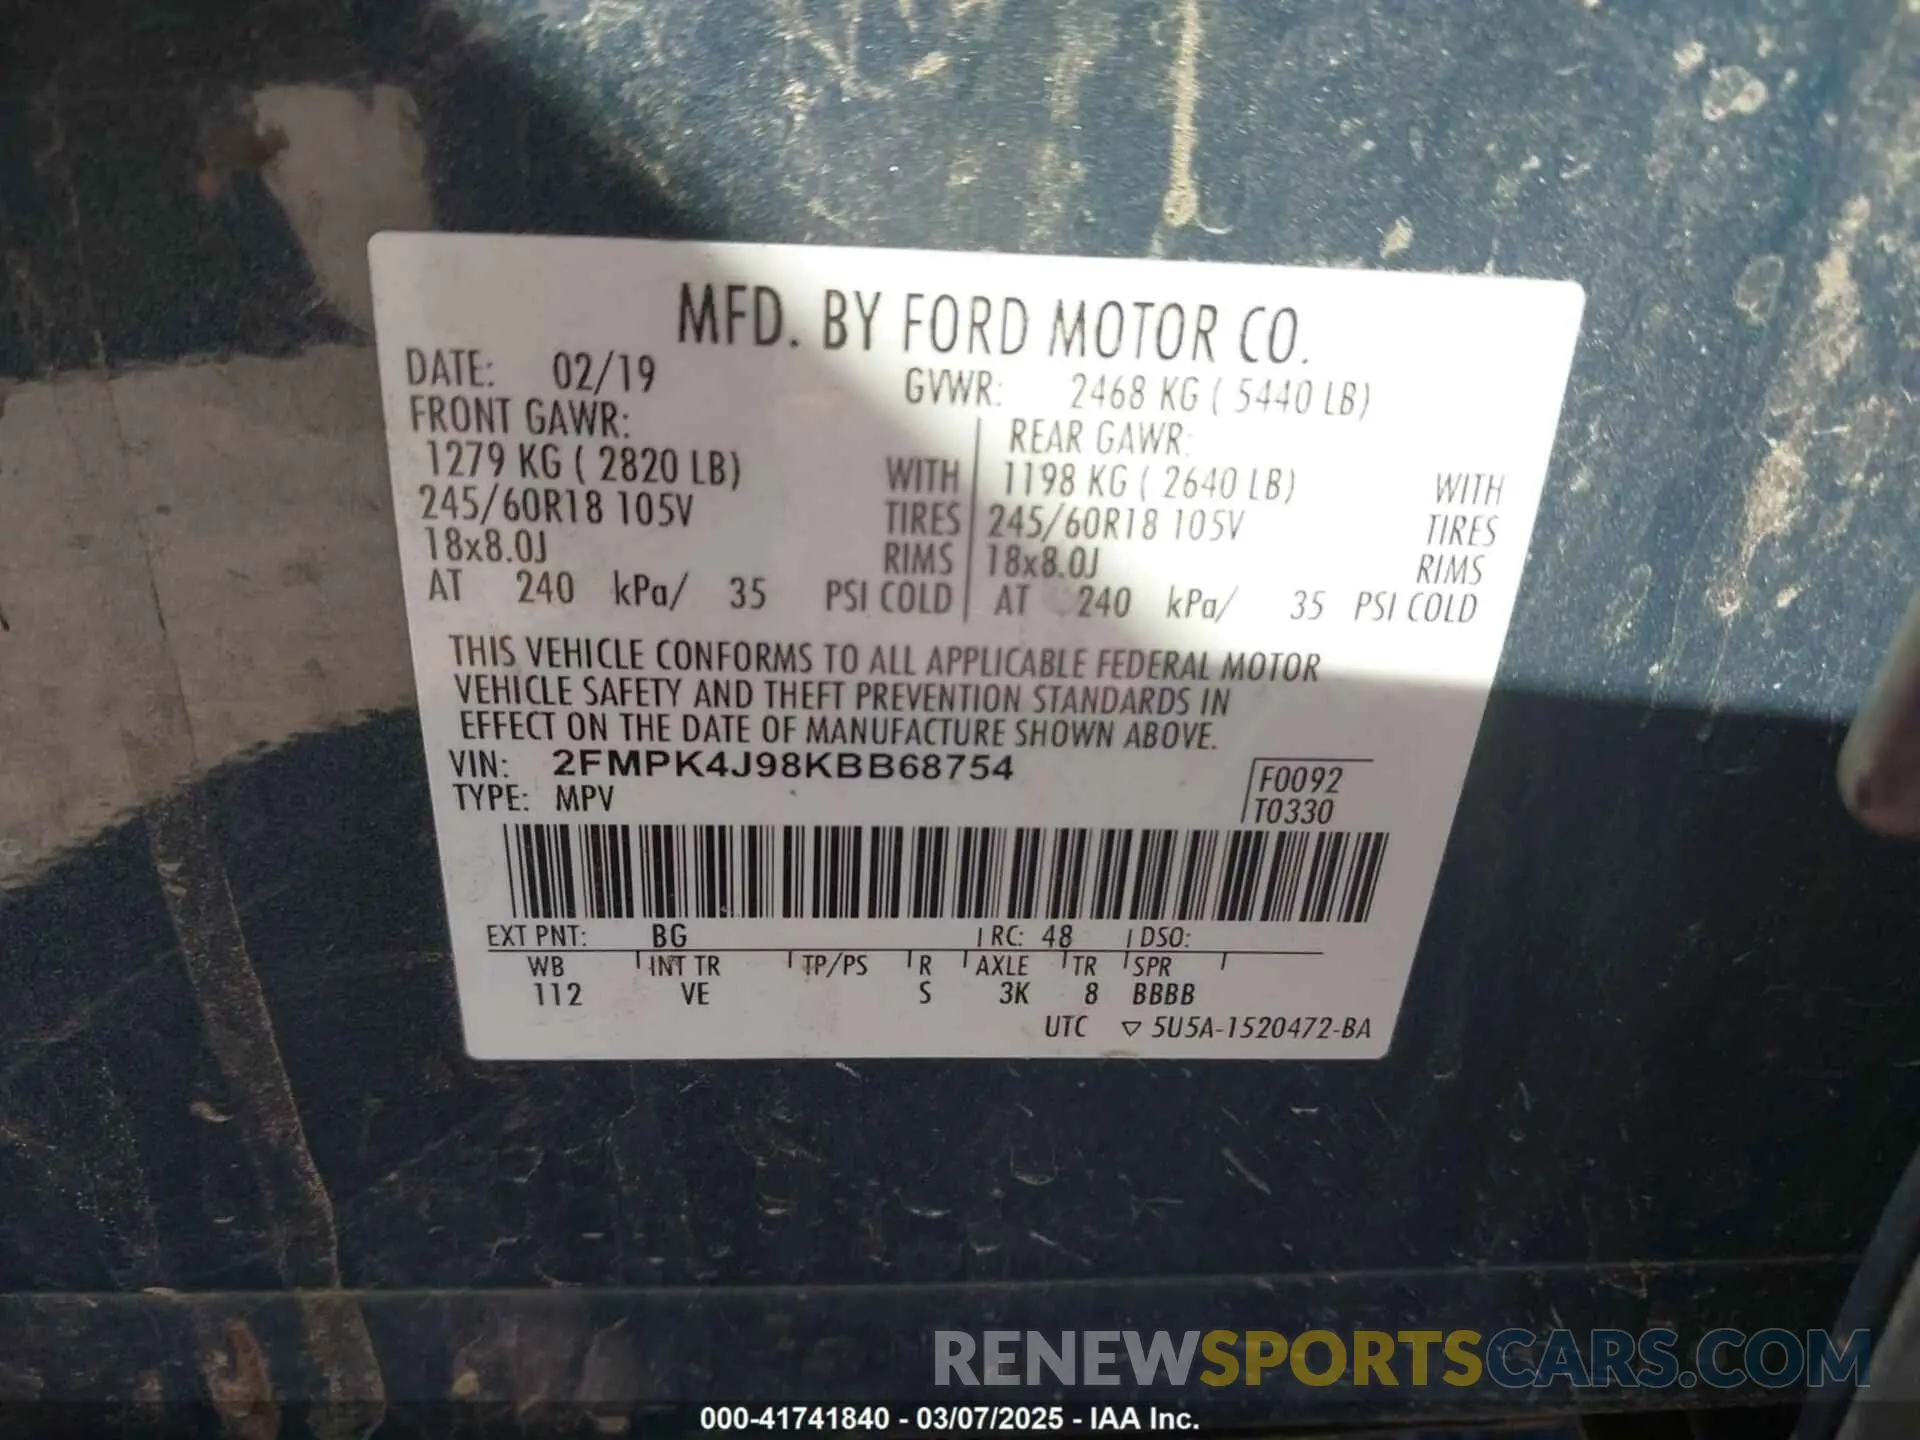 MFD. BY FORD MOTOR CO.
DATE: 02/19 GVWR: 2468 KG ( 5440 LB)
FRONT GAWR: REAR GAWR:
1279 KG ( 2820 LB) WITH 1198 KG ( 2640 LB) WITH
245/60R18 105V TIRES 245/60R18 105V TIRES
18x8.0J RIMS 18x8.0J RIMS
AT 240 kPa/ 35 PSI COLD AT 240 kPa/ 35 PSI COLD
THIS VEHICLE CONFORMS TO ALL APPLICABLE FEDERAL MOTOR
VEHICLE SAFETY AND THEFT PREVENTION STANDARDS IN
EFFECT ON THE DATE OF MANUFACTURE SHOWN ABOVE.
VIN: 2FMPK4J98KBB68754 F0092
TYPE: MPV T0330
EXT PNT: BG RC: 48 DSO:
WB INT TR TP/PS R AXLE TR SPR
112 VE S 3K 8 BBBB
UTC ▽ 5U5A-1520472-BA
RENEWSPORTSCARS.COM
000-41741840 - 03/07/2025 - IAA Inc.